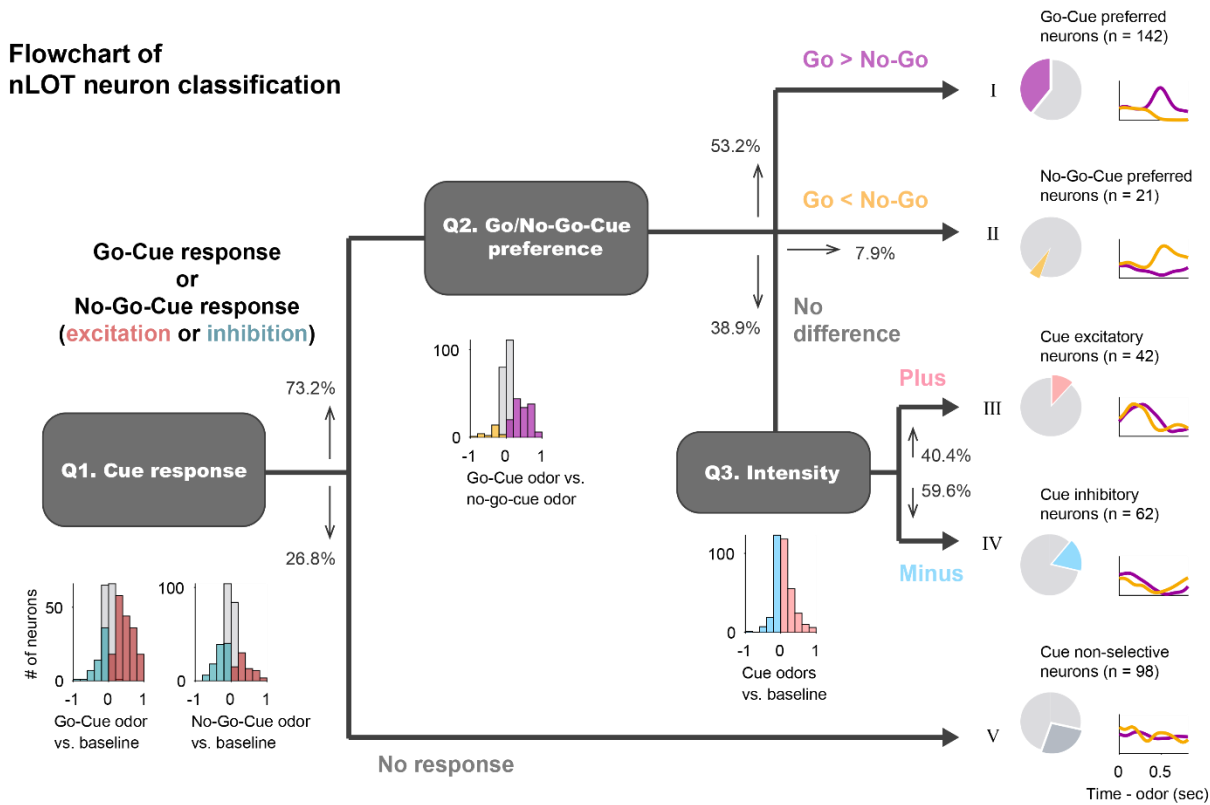 Flowchart of
nLOT neuron classification
Go-Cue response
or
No-Go-Cue response
(excitation or inhibition)
Q1. Cue response
73.2%
26.8%
# of neurons
50
0
-1 0 1
Go-Cue odor
vs. baseline
100
0
-1 0 1
No-Go-Cue odor
vs. baseline
No response
Q2. Go/No-Go-Cue
preference
100
0
-1 0 1
Go-Cue odor vs.
no-go-cue odor
Go > No-Go
53.2%
Go < No-Go
7.9%
38.9%
No
difference
Q3. Intensity
100
0
-1 0 1
Cue odors
vs. baseline
Plus
40.4%
59.6%
Minus
Go-Cue preferred
neurons (n = 142)
I
No-Go-Cue preferred
neurons (n = 21)
II
Cue excitatory
neurons (n = 42)
III
Cue inhibitory
neurons (n = 62)
IV
Cue non-selective
neurons (n = 98)
V
0 0.5
Time - odor (sec)